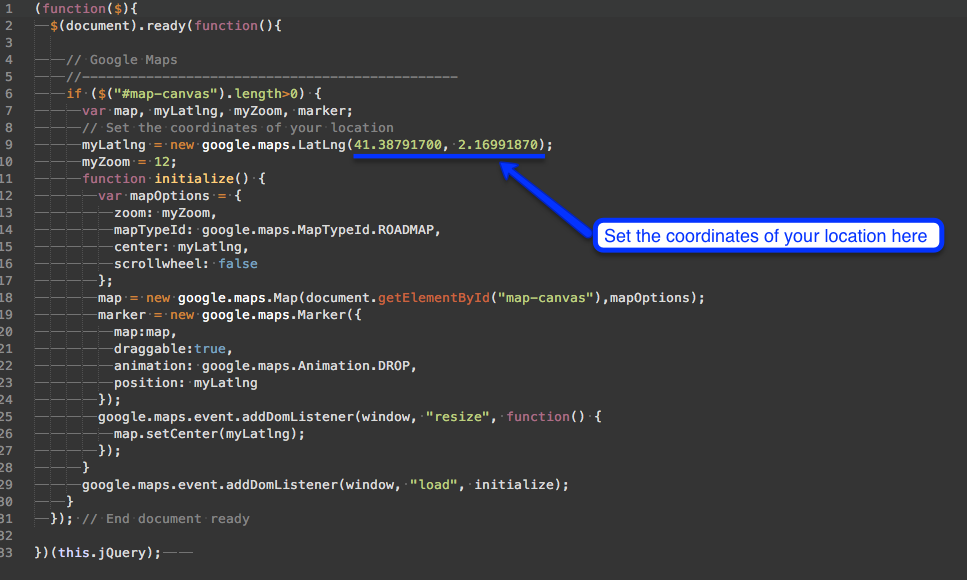 1 (function($){
2 $(document).ready(function(){
3
4 // Google Maps
5 //-----------------------------------------------
6 if ($("#map-canvas").length>0) {
7 var map, myLatlng, myZoom, marker;
8 // Set the coordinates of your location
9 myLatlng = new google.maps.LatLng(41.38791700, 2.16991870);
10 myZoom = 12;
11 function initialize() {
12 var mapOptions = {
13 zoom: myZoom,
14 mapTypeId: google.maps.MapTypeId.ROADMAP,
Set the coordinates of your location here
15 center: myLatlng,
16 scrollwheel: false
17 };
18 map = new google.maps.Map(document.getElementById("map-canvas"),mapOptions);
19 marker = new google.maps.Marker({
20 map:map,
21 draggable:true,
22 animation: google.maps.Animation.DROP,
23 position: myLatlng
24 });
25 google.maps.event.addDomListener(window, "resize", function() {
26 map.setCenter(myLatlng);
27 });
28 }
29 google.maps.event.addDomListener(window, "load", initialize);
30 }
31 }); // End document ready
32
33 })(this.jQuery);